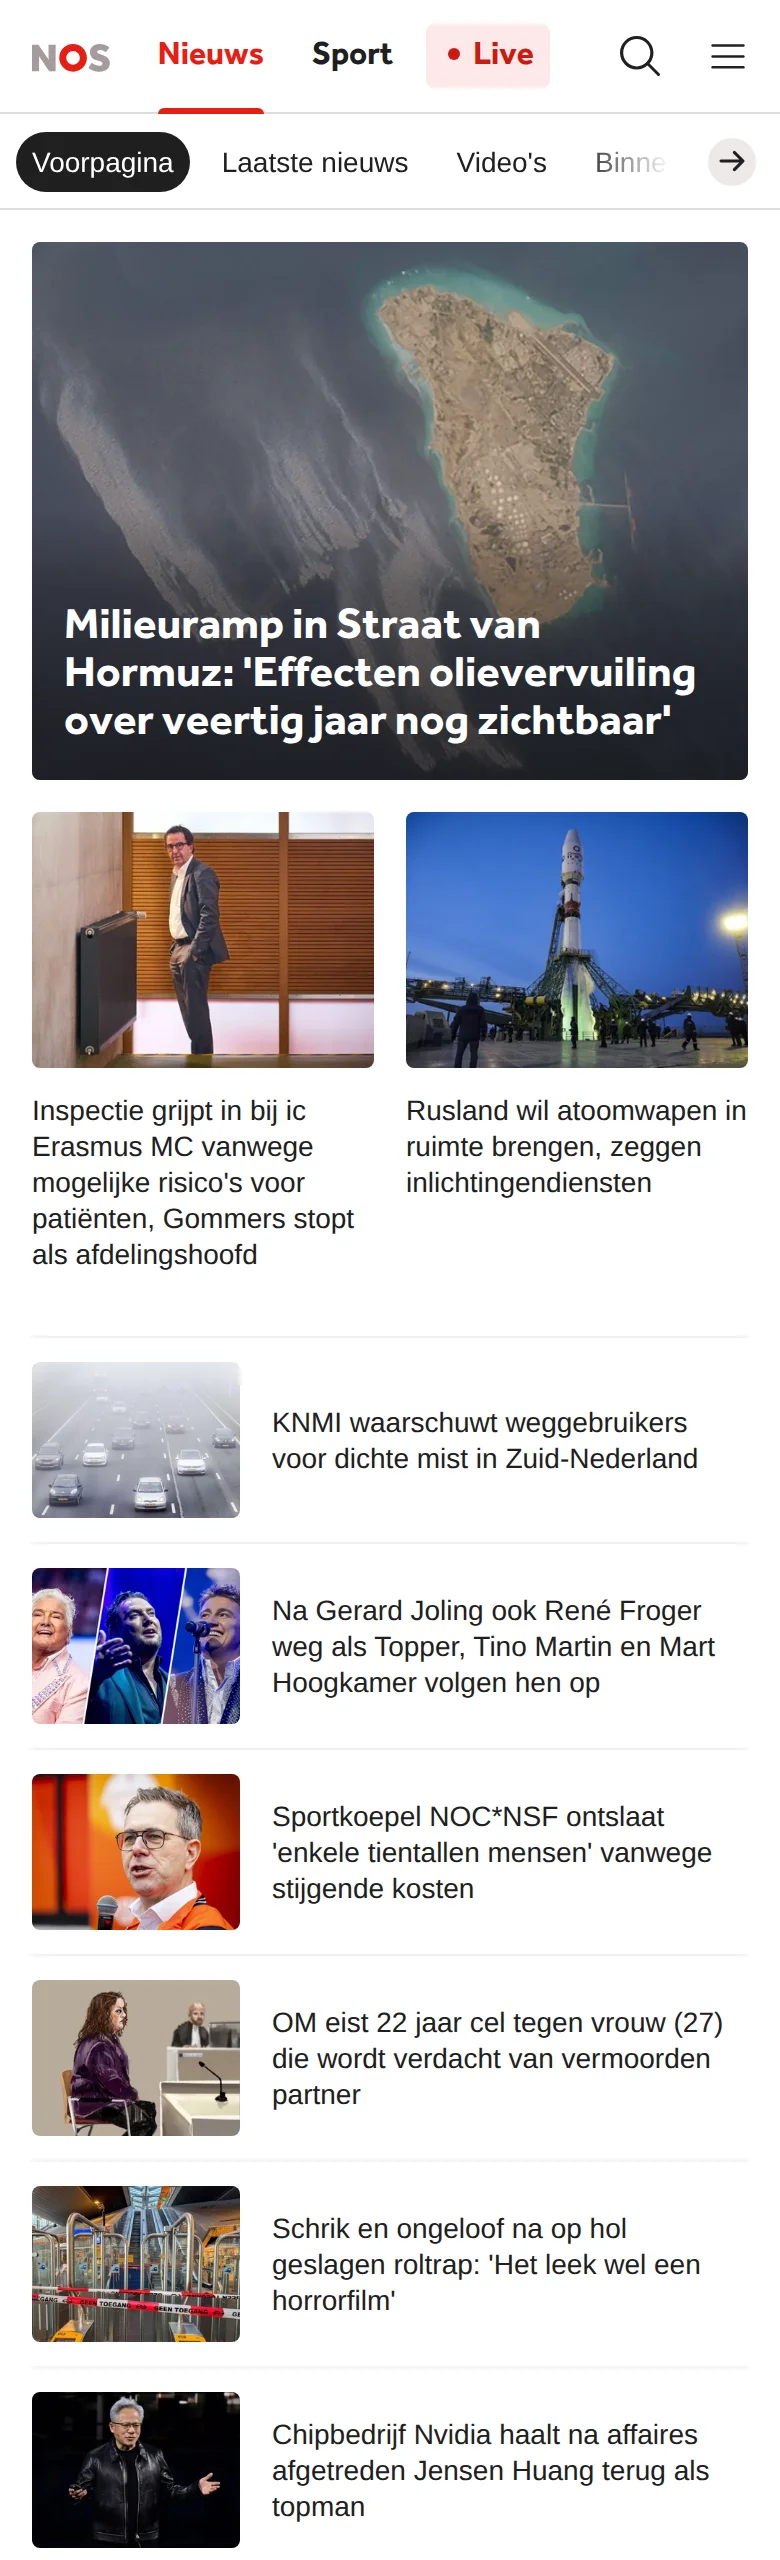 NOS Nieuws Sport Live
Voorpagina Laatste nieuws Video's Binne
Milieuramp in Straat van
Hormuz: 'Effecten olievervuiling
over veertig jaar nog zichtbaar'
Inspectie grijpt in bij ic
Erasmus MC vanwege
mogelijke risico's voor
patiënten, Gommers stopt
als afdelingshoofd
Rusland wil atoomwapen in
ruimte brengen, zeggen
inlichtingendiensten
KNMI waarschuwt weggebruikers
voor dichte mist in Zuid-Nederland
Na Gerard Joling ook René Froger
weg als Topper, Tino Martin en Mart
Hoogkamer volgen hen op
Sportkoepel NOC*NSF ontslaat
'enkele tientallen mensen' vanwege
stijgende kosten
OM eist 22 jaar cel tegen vrouw (27)
die wordt verdacht van vermoorden
partner
GEEN TOEGANG GEEN TOEGANG
Schrik en ongeloof na op hol
geslagen roltrap: 'Het leek wel een
horrorfilm'
Chipbedrijf Nvidia haalt na affaires
afgetreden Jensen Huang terug als
topman